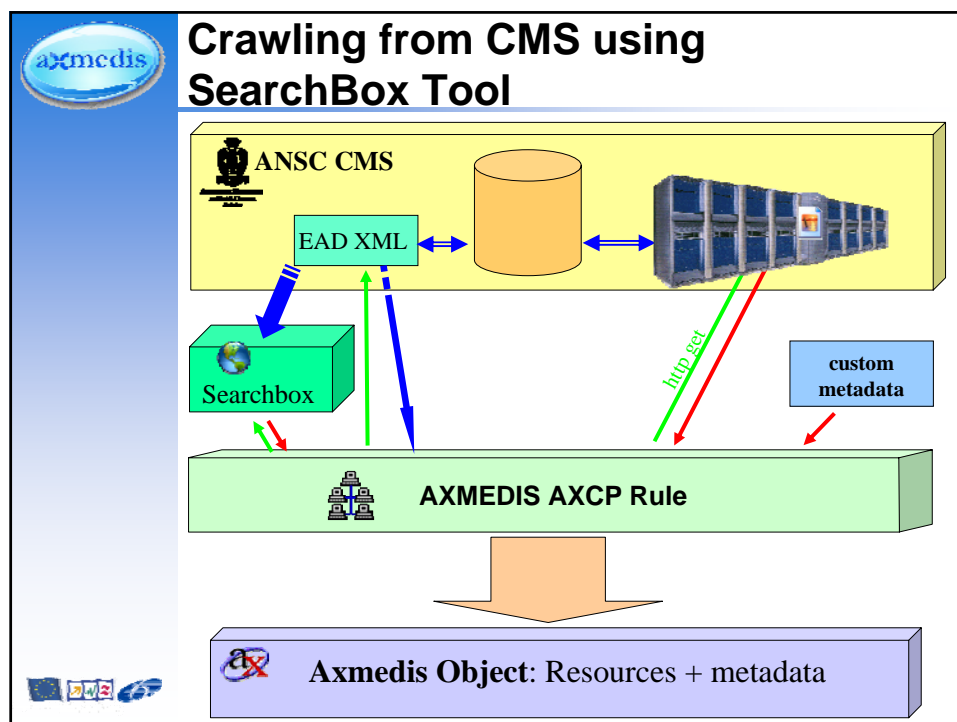 axmedis
Crawling from CMS using
SearchBox Tool
ANSC CMS
EAD XML
Searchbox
http get
custom
metadata
AXMEDIS AXCP Rule
ax
Axmedis Object: Resources + metadata